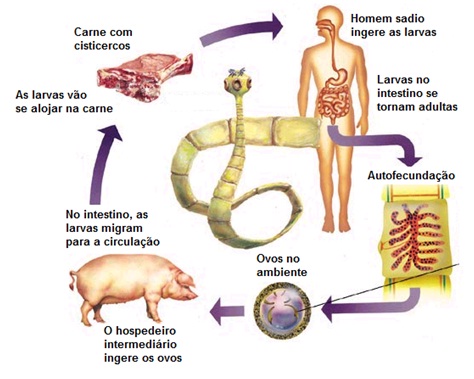 Carne com
cisticercos
Homem sadio
ingere as larvas
Larvas no
intestino se
tornam adultas
Autofecundação
Ovos no
ambiente
O hospedeiro
intermediário
ingere os ovos
No intestino, as
larvas migram
para a circulação
As larvas vão
se alojar na carne